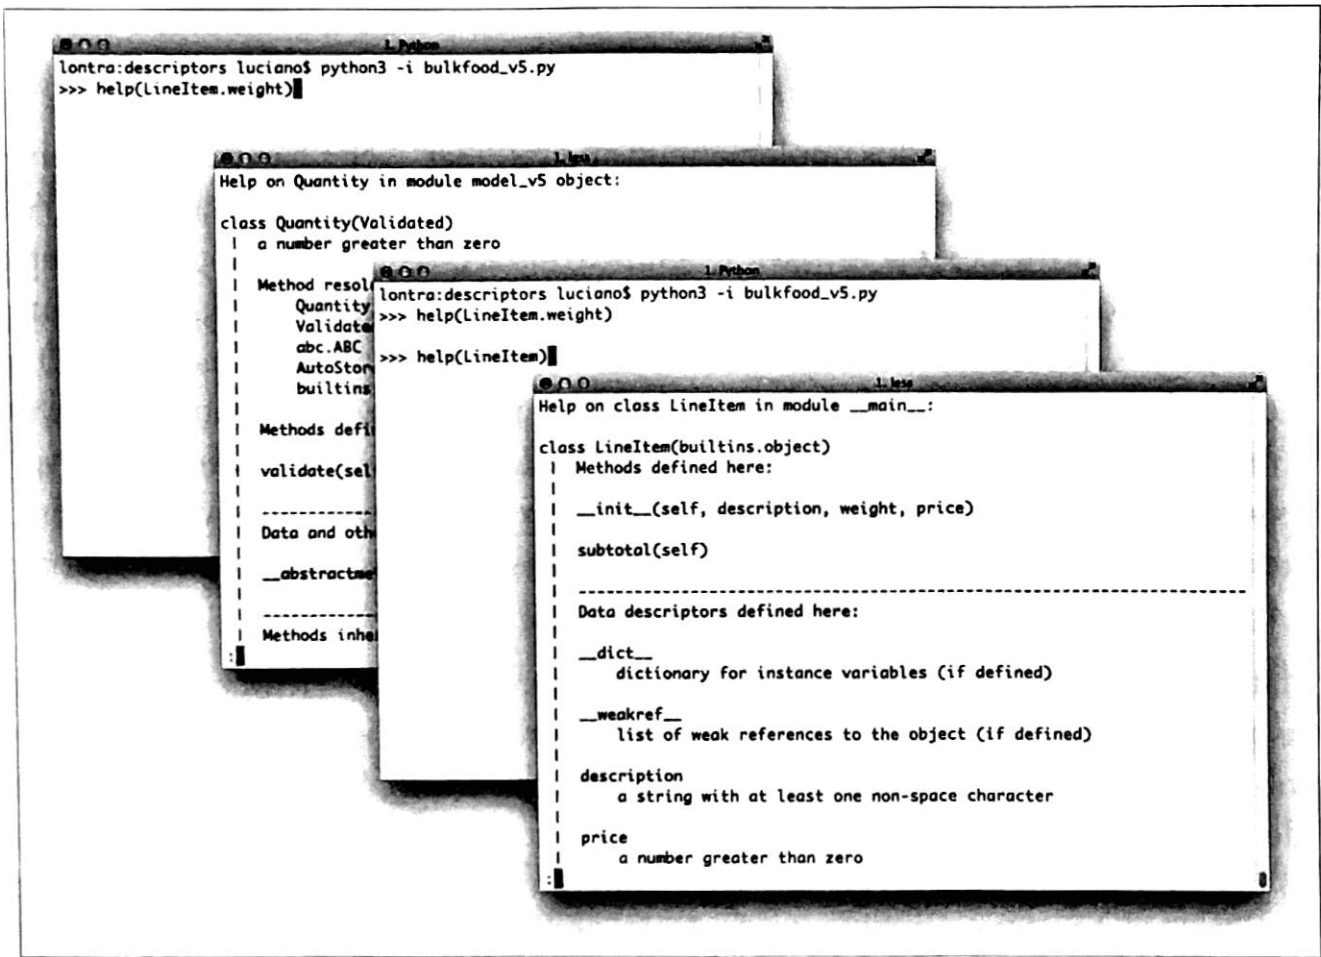 1. Python
lontra:descriptors luciano$ python3 -i bulkfood_v5.py
>>> help(LineItem.weight)
1. less
Help on Quantity in module model_v5 object:
class Quantity(Validated)
| a number greater than zero
|
| Method resol
| Quantity
| Validate
| abc.ABC
| AutoStor
| builtins
|
| Methods defi
|
| validate(sel
|
| ------------
| Data and oth
|
| __abstractme
|
| ------------
| Methods inhe
:
1. Python
lontra:descriptors luciano$ python3 -i bulkfood_v5.py
>>> help(LineItem.weight)
>>> help(LineItem)
1. less
Help on class LineItem in module __main__:
class LineItem(builtins.object)
| Methods defined here:
|
| __init__(self, description, weight, price)
|
| subtotal(self)
|
| ----------------------------------------------------------------------
| Data descriptors defined here:
|
| __dict__
| dictionary for instance variables (if defined)
|
| __weakref__
| list of weak references to the object (if defined)
|
| description
| a string with at least one non-space character
|
| price
| a number greater than zero
: